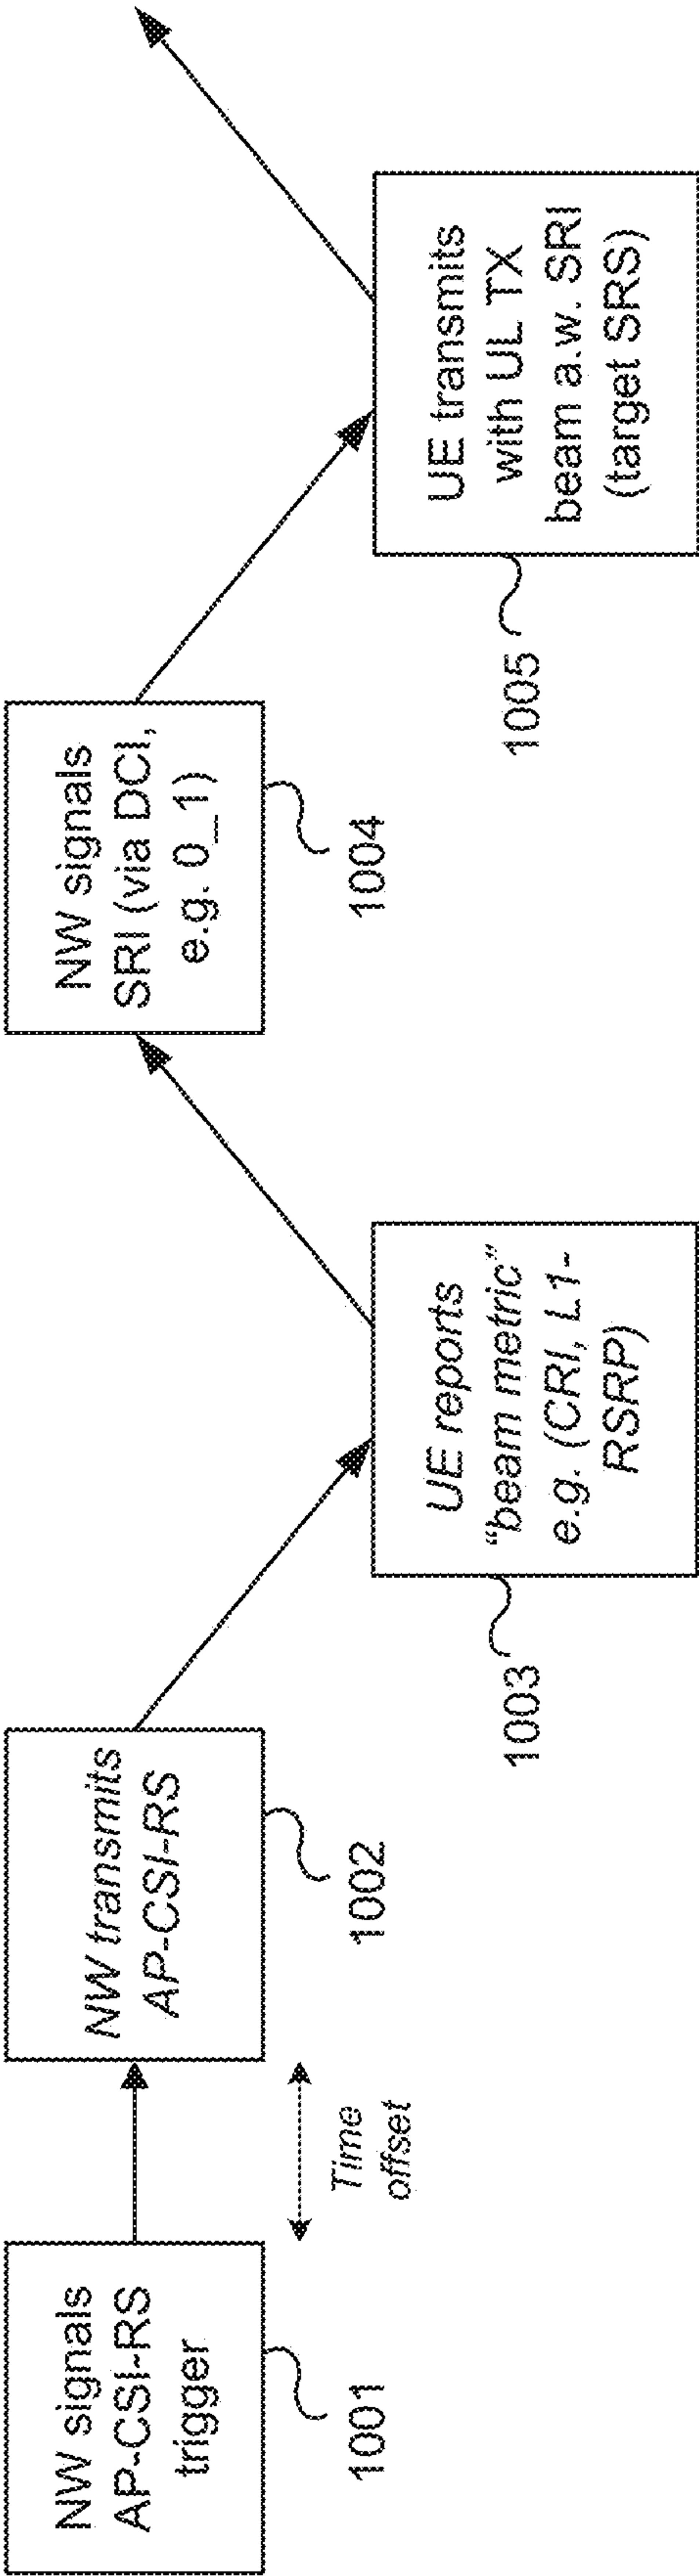 NW signals
AP-CSI-RS
trigger
1001
Time
offset
NW transmits
AP-CSI-RS
1002
UE reports
“beam metric”
e.g. (CRI, L1-
RSRP)
1003
NW signals
SRI (via DCI,
e.g. 0_1)
1004
UE transmits
with UL TX
beam a.w. SRI
(target SRS)
1005